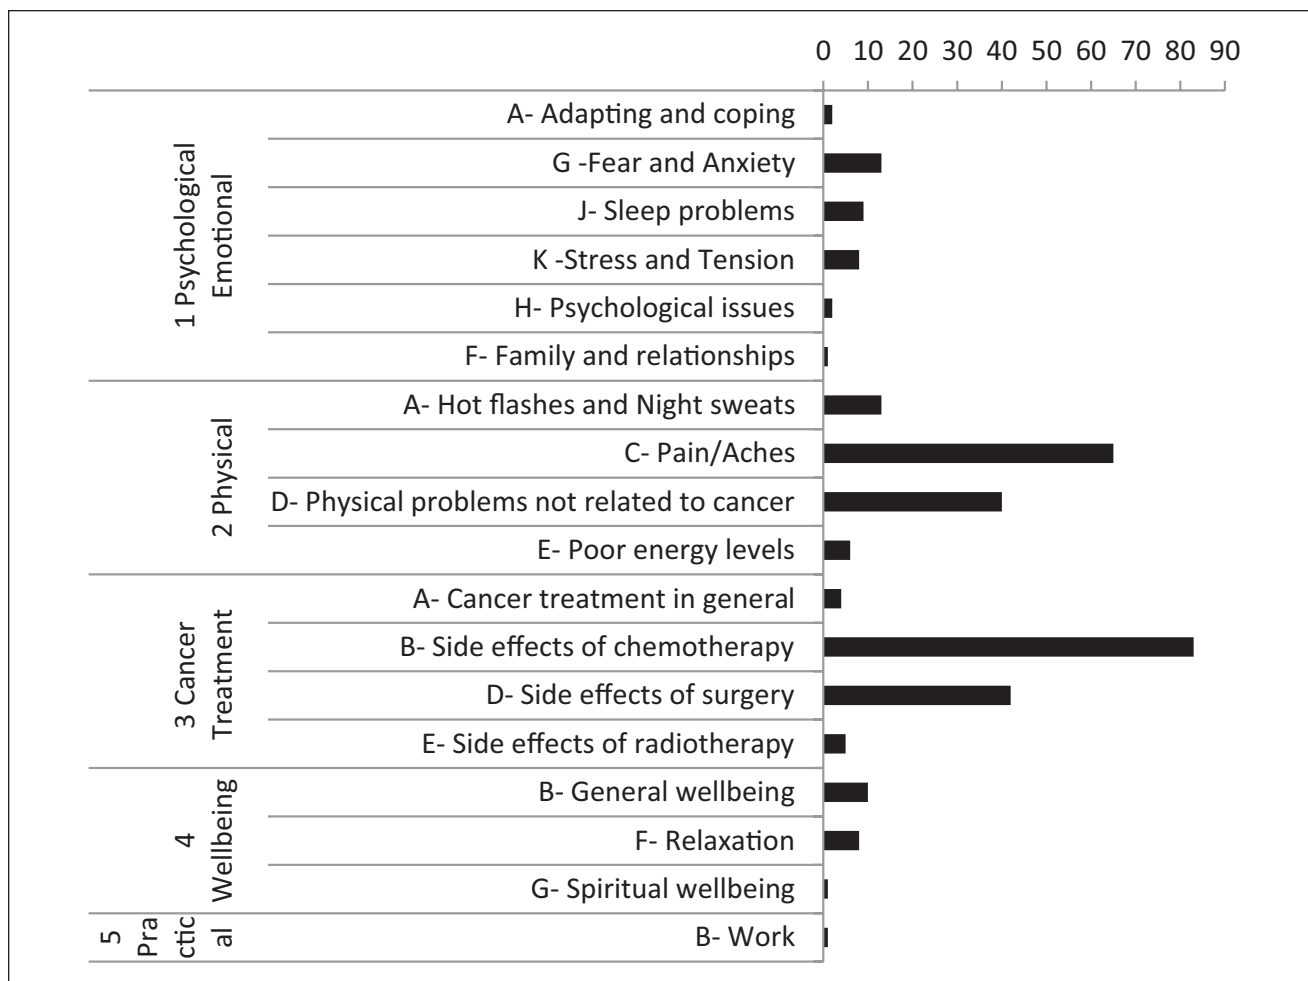 0 10 20 30 40 50 60 70 80 90
1 Psychological
Emotional
A- Adapting and coping
G -Fear and Anxiety
J- Sleep problems
K -Stress and Tension
H- Psychological issues
F- Family and relationships
2 Physical
A- Hot flashes and Night sweats
C- Pain/Aches
D- Physical problems not related to cancer
E- Poor energy levels
3 Cancer
Treatment
A- Cancer treatment in general
B- Side effects of chemotherapy
D- Side effects of surgery
E- Side effects of radiotherapy
4
Wellbeing
B- General wellbeing
F- Relaxation
G- Spiritual wellbeing
5
Pra
ctic
al
B- Work